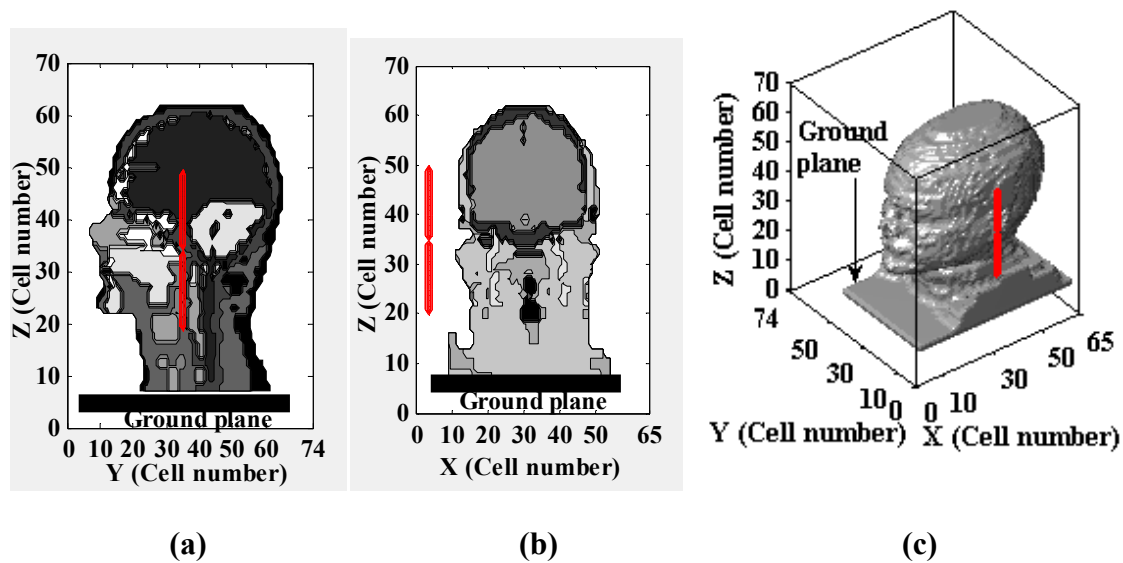 70
60
50
40
30
20
10
0
Z (Cell number)
Ground plane
0 10 20 30 40 50 60 74
Y (Cell number)
(a)
70
60
50
40
30
20
10
0
Z (Cell number)
Ground plane
0 10 20 30 40 50 65
X (Cell number)
(b)
70
60
50
40
30
20
10
0
Z (Cell number)
Ground
plane
74
50
30
10
0
Y (Cell number)
0
10
30
50
65
X (Cell number)
(c)